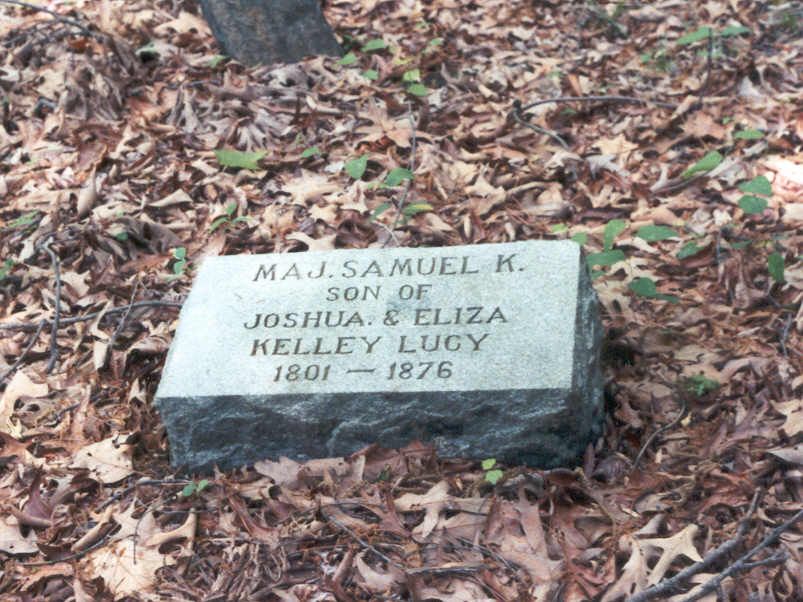 MAJ. SAMUEL K.
SON OF
JOSHUA. & ELIZA
KELLEY LUCY
1801 — 1876